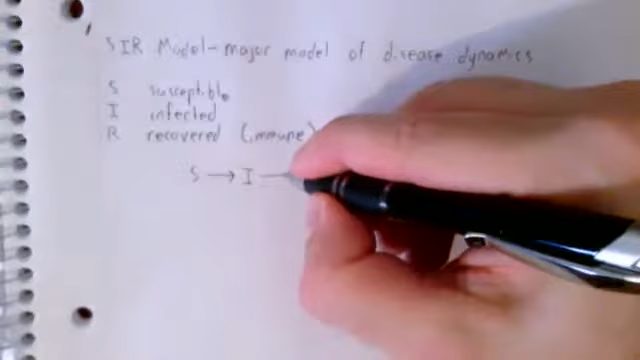 SIR Model - major model of disease dynamics
S susceptible
I infected
R recovered (immune)
S → I —